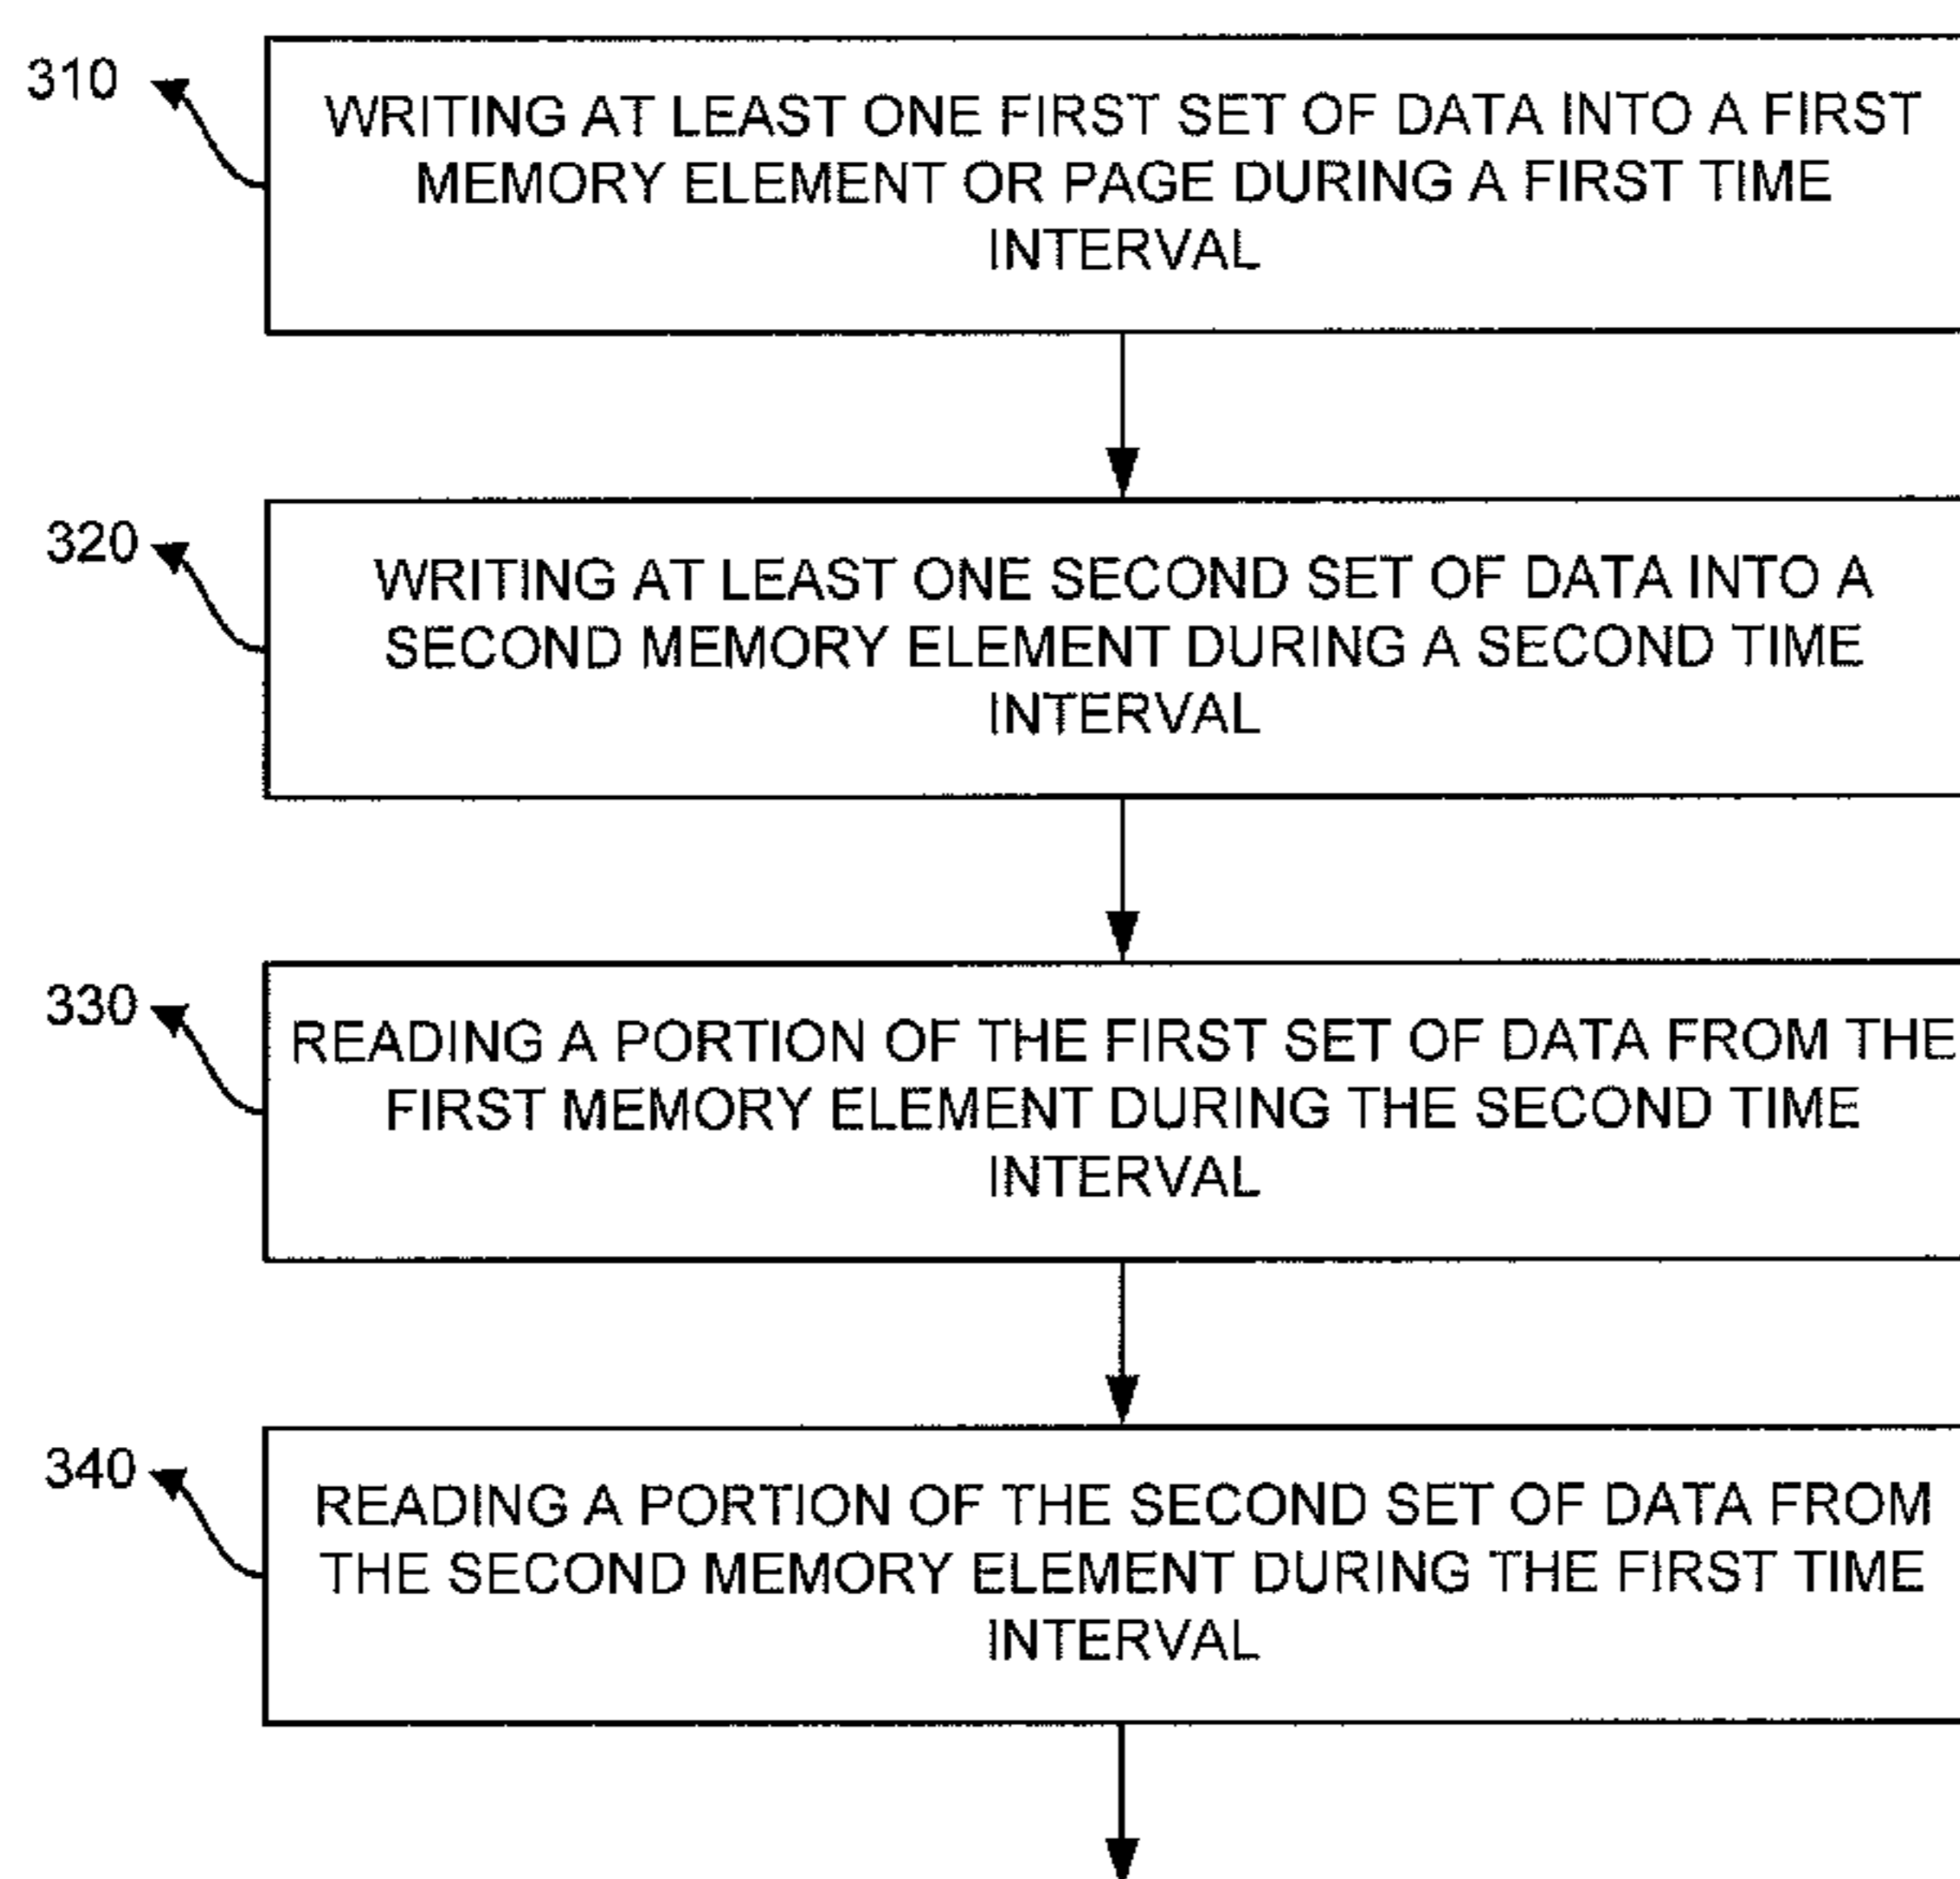 310
WRITING AT LEAST ONE FIRST SET OF DATA INTO A FIRST
MEMORY ELEMENT OR PAGE DURING A FIRST TIME
INTERVAL
320
WRITING AT LEAST ONE SECOND SET OF DATA INTO A
SECOND MEMORY ELEMENT DURING A SECOND TIME
INTERVAL
330
READING A PORTION OF THE FIRST SET OF DATA FROM THE
FIRST MEMORY ELEMENT DURING THE SECOND TIME
INTERVAL
340
READING A PORTION OF THE SECOND SET OF DATA FROM
THE SECOND MEMORY ELEMENT DURING THE FIRST TIME
INTERVAL